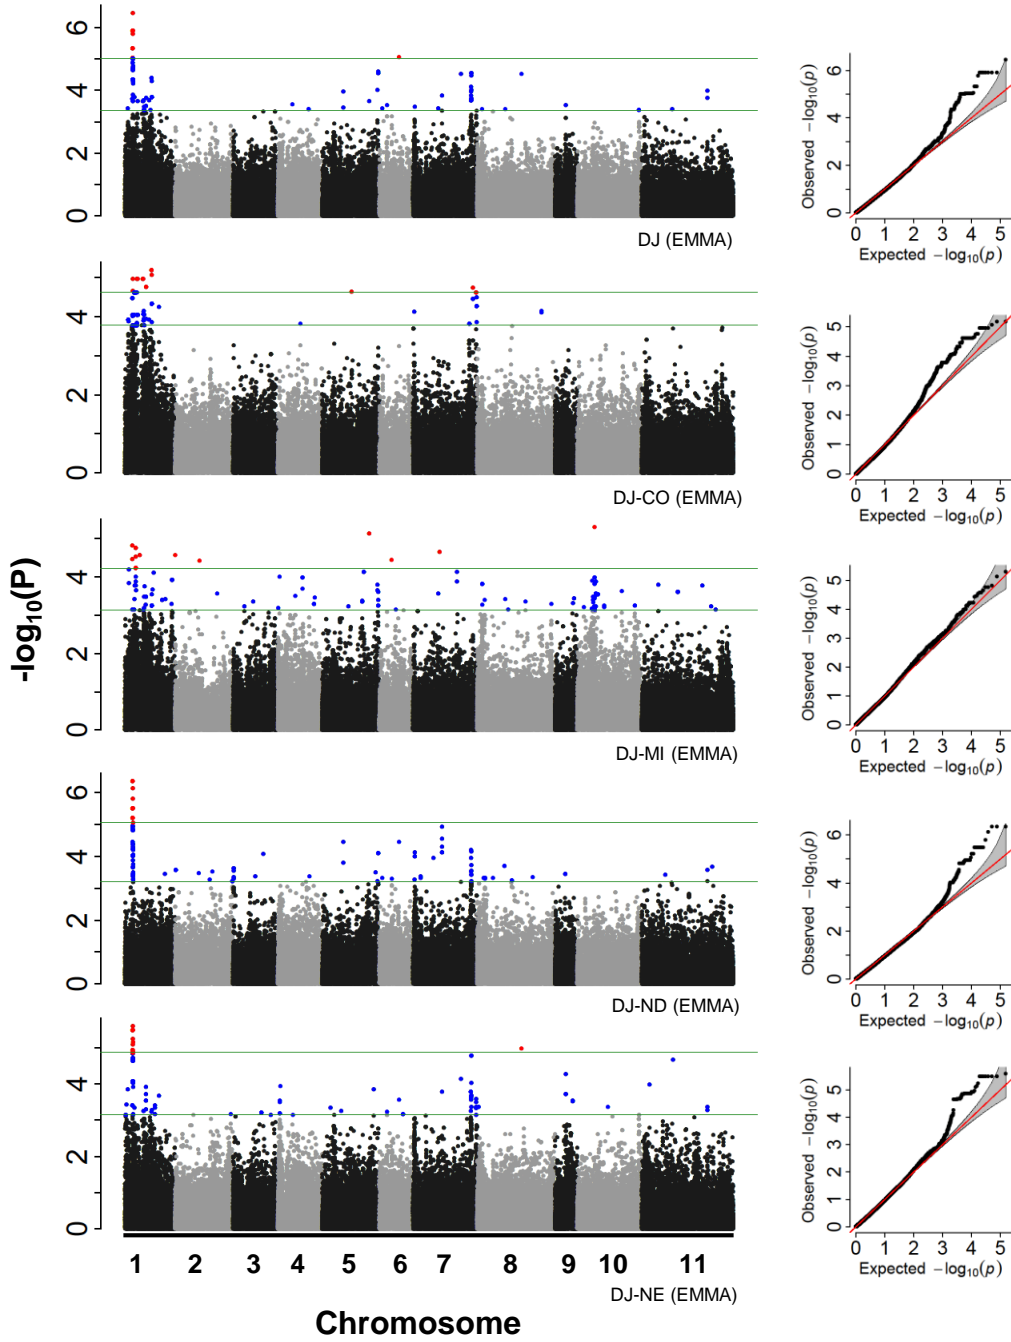 6
4
2
0
DJ (EMMA)
Observed −log10(p)
6
4
2
0
0 1 2 3 4 5
Expected −log10(p)
4
2
0
DJ-CO (EMMA)
Observed −log10(p)
5
4
3
2
1
0
0 1 2 3 4 5
Expected −log10(p)
-log10(P)
4
2
0
DJ-MI (EMMA)
Observed −log10(p)
5
4
3
2
1
0
0 1 2 3 4 5
Expected −log10(p)
6
4
2
0
DJ-ND (EMMA)
Observed −log10(p)
6
4
2
0
0 1 2 3 4 5
Expected −log10(p)
4
2
0
Observed −log10(p)
5
4
3
2
1
0
0 1 2 3 4 5
Expected −log10(p)
1 2 3 4 5 6 7 8 9 10 11
DJ-NE (EMMA)
Chromosome